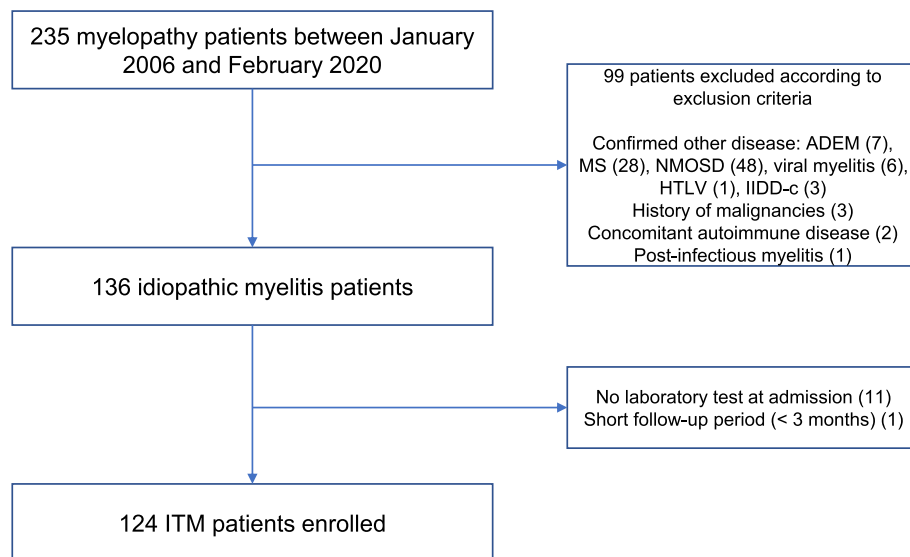 235 myelopathy patients between January
2006 and February 2020
99 patients excluded according to
exclusion criteria
Confirmed other disease: ADEM (7),
MS (28), NMOSD (48), viral myelitis (6),
HTLV (1), IIDD-c (3)
History of malignancies (3)
Concomitant autoimmune disease (2)
Post-infectious myelitis (1)
136 idiopathic myelitis patients
No laboratory test at admission (11)
Short follow-up period (< 3 months) (1)
124 ITM patients enrolled